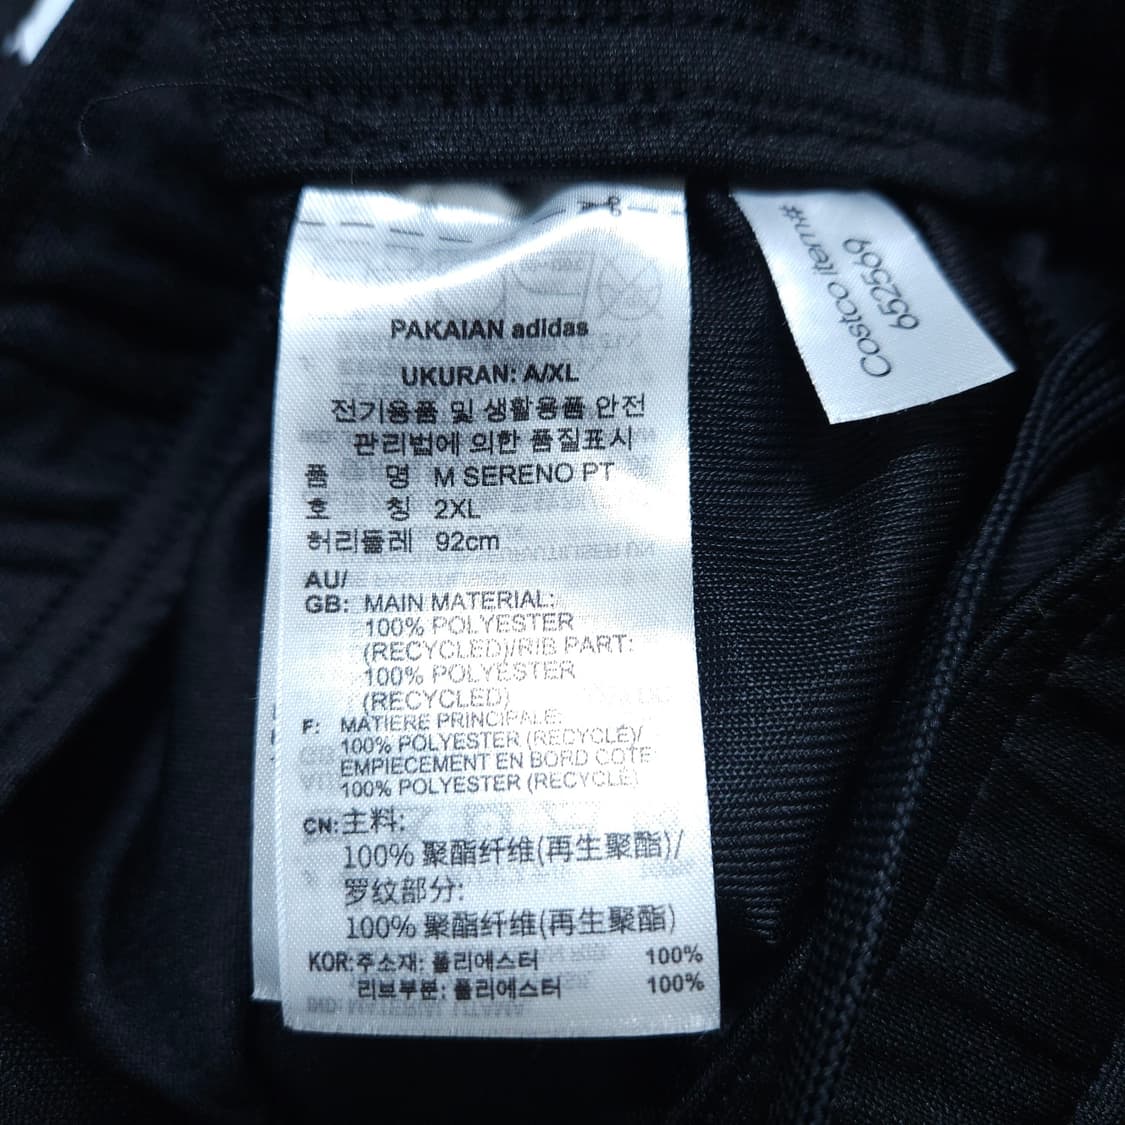 PAKAIAN adidas
UKURAN: A/XL
전기용품 및 생활용품 안전
관리법에 의한 품질표시
품 명 M SERENO PT
호 칭 2XL
허리둘레 92cm
AU/
GB: MAIN MATERIAL:
100% POLYESTER
(RECYCLED)/RIB PART:
100% POLYESTER
(RECYCLED)
F: MATIERE PRINCIPALE:
100% POLYESTER (RECYCLÉ)/
EMPIECEMENT EN BORD COTE:
100% POLYESTER (RECYCLÉ)
CN: 主料:
100% 聚酯纤维(再生聚酯)/
罗纹部分:
100% 聚酯纤维(再生聚酯)
KOR: 주소재: 폴리에스터 100%
리브부분: 폴리에스터 100%
Costco item#
652569